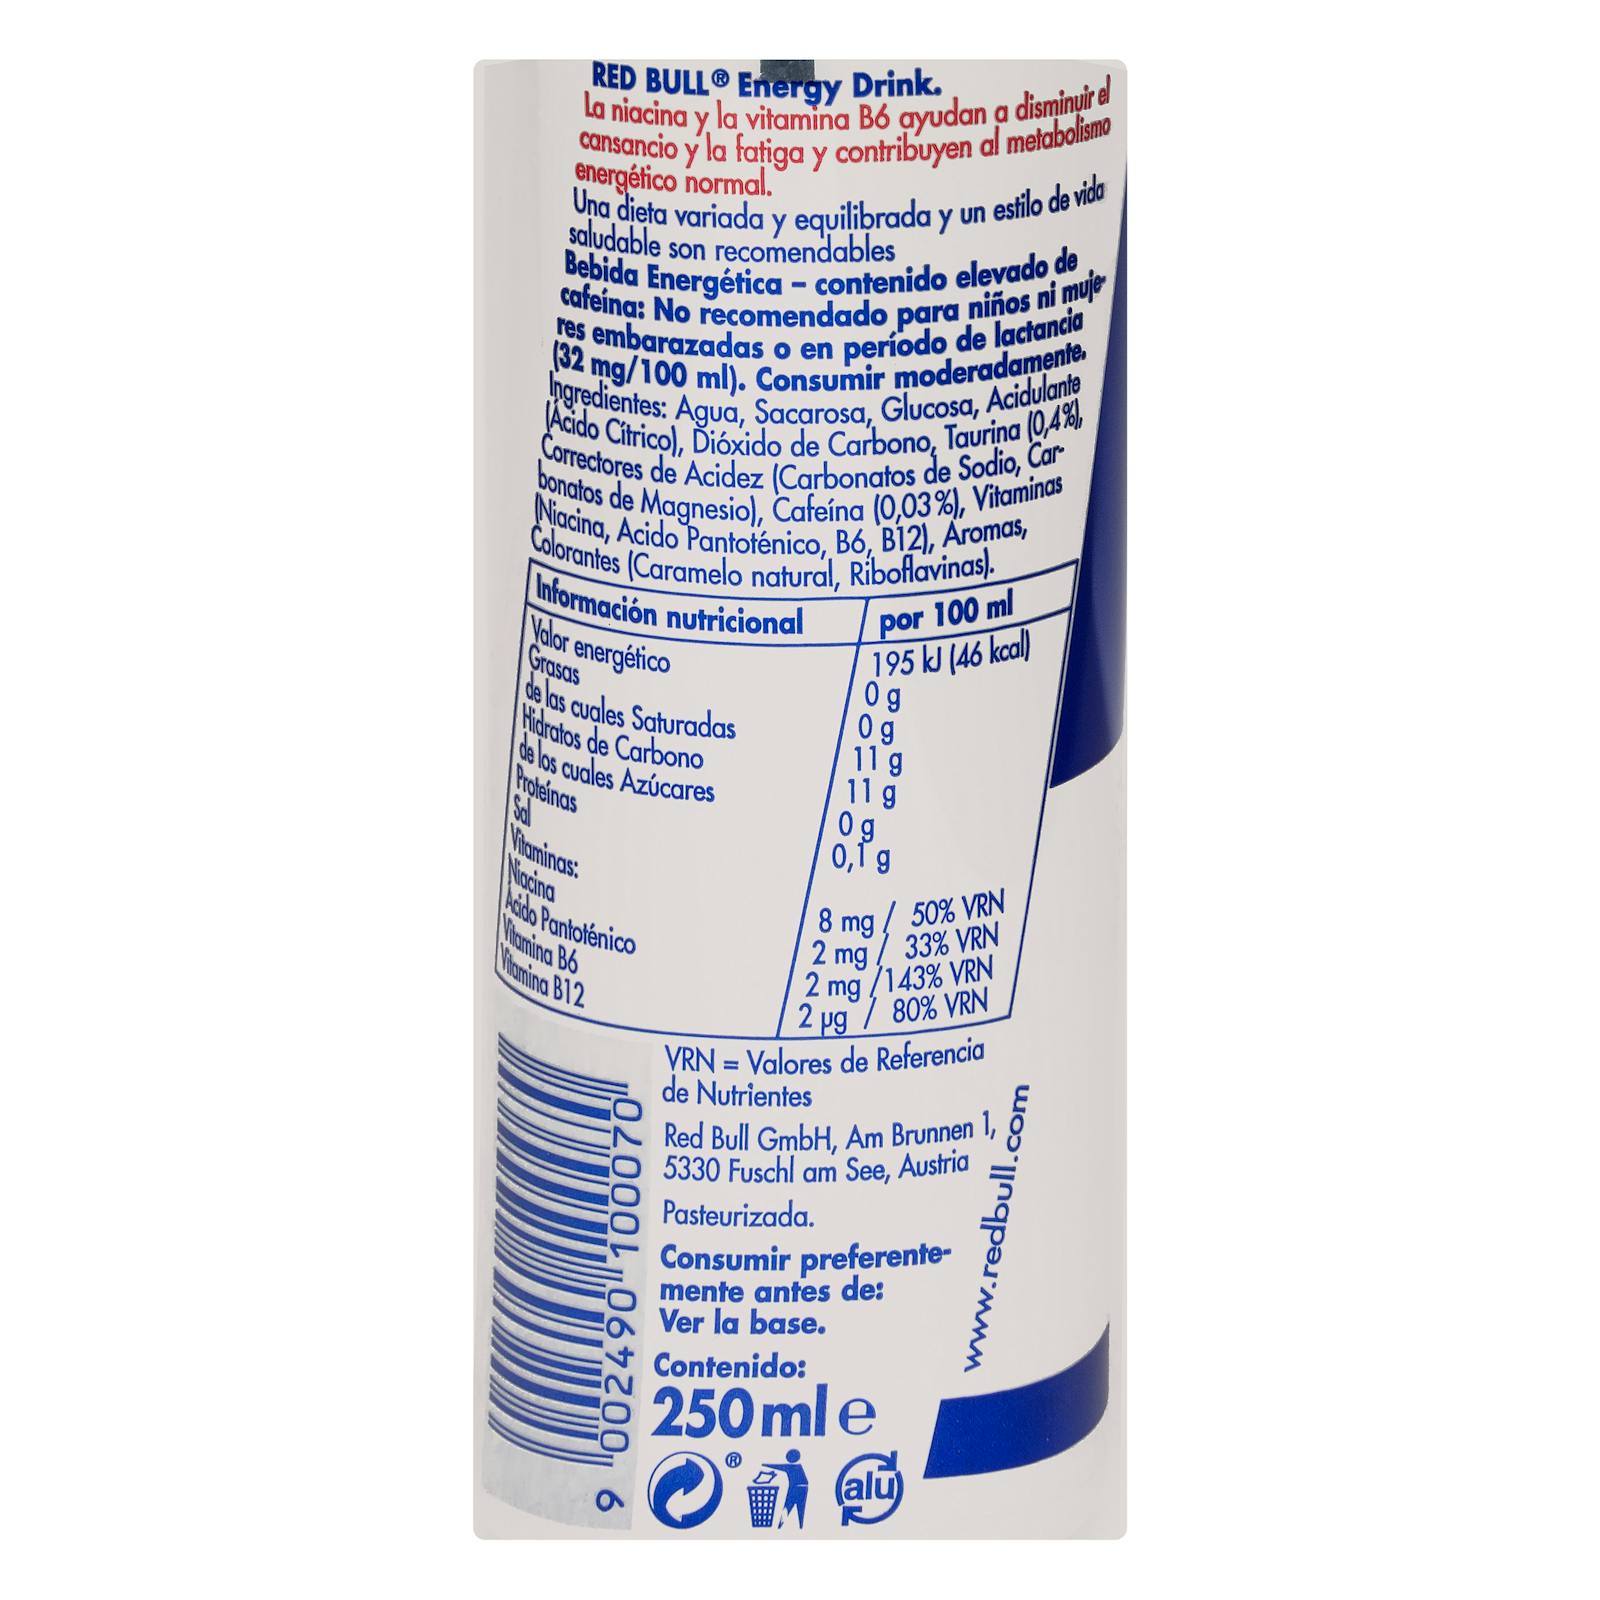 RED BULL® Energy Drink.
La niacina y la vitamina B6 ayudan a disminuir el
cansancio y la fatiga y contribuyen al metabolismo
energético normal.
Una dieta variada y equilibrada y un estilo de vida
saludable son recomendables
Bebida Energética – contenido elevado de
cafeína: No recomendado para niños ni muje-
res embarazadas o en período de lactancia
(32 mg/100 ml). Consumir moderadamente.
Ingredientes: Agua, Sacarosa, Glucosa, Acidulante
(Ácido Cítrico), Dióxido de Carbono, Taurina (0,4%),
Correctores de Acidez (Carbonatos de Sodio, Car-
bonatos de Magnesio), Cafeína (0,03%), Vitaminas
(Niacina, Acido Pantoténico, B6, B12), Aromas,
Colorantes (Caramelo natural, Riboflavinas).
Información nutricional por 100 ml
Valor energético 195 kJ (46 kcal)
Grasas 0 g
de las cuales Saturadas 0 g
Hidratos de Carbono 11 g
de los cuales Azúcares 11 g
Proteínas 0 g
Sal 0,1 g
Vitaminas:
Niacina 8 mg / 50% VRN
Ácido Pantoténico 2 mg / 33% VRN
Vitamina B6 2 mg / 143% VRN
Vitamina B12 2 µg / 80% VRN
VRN = Valores de Referencia
de Nutrientes
Red Bull GmbH, Am Brunnen 1,
5330 Fuschl am See, Austria
Pasteurizada.
Consumir preferente-
mente antes de:
Ver la base.
Contenido:
250 ml e
®
alu
www.redbull.com
9 002490 100070